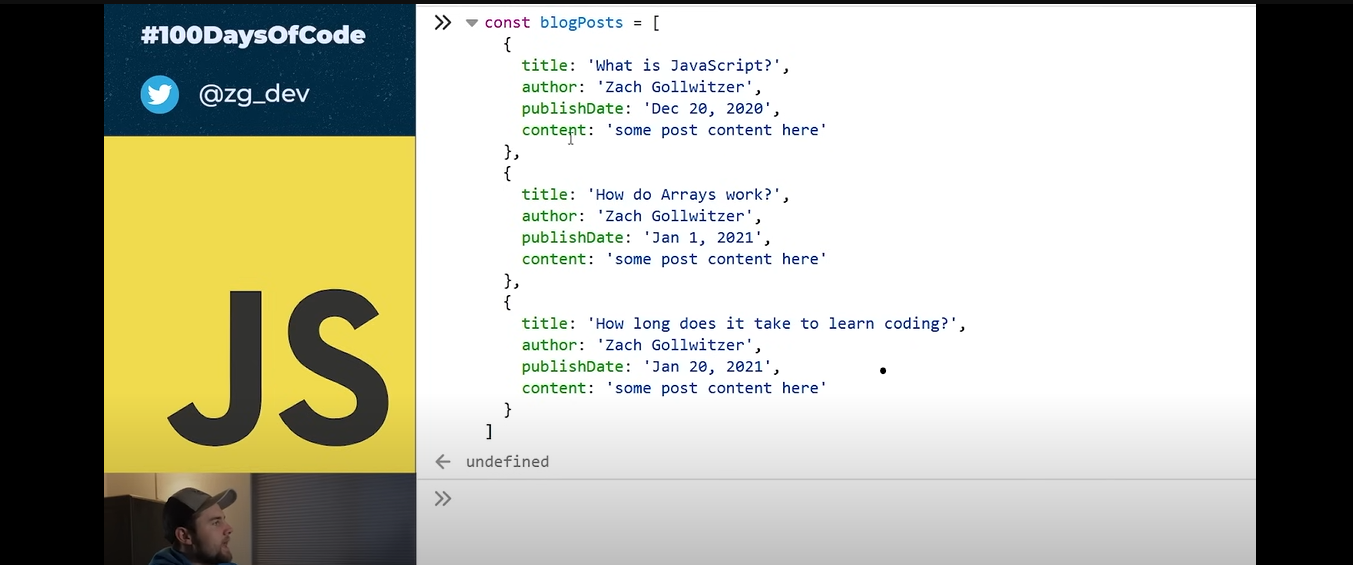 #100DaysOfCode
@zg_dev
JS
const blogPosts = [
{
title: 'What is JavaScript?',
author: 'Zach Gollwitzer',
publishDate: 'Dec 20, 2020',
content: 'some post content here'
},
{
title: 'How do Arrays work?',
author: 'Zach Gollwitzer',
publishDate: 'Jan 1, 2021',
content: 'some post content here'
},
{
title: 'How long does it take to learn coding?',
author: 'Zach Gollwitzer',
publishDate: 'Jan 20, 2021',
content: 'some post content here'
}
]
undefined